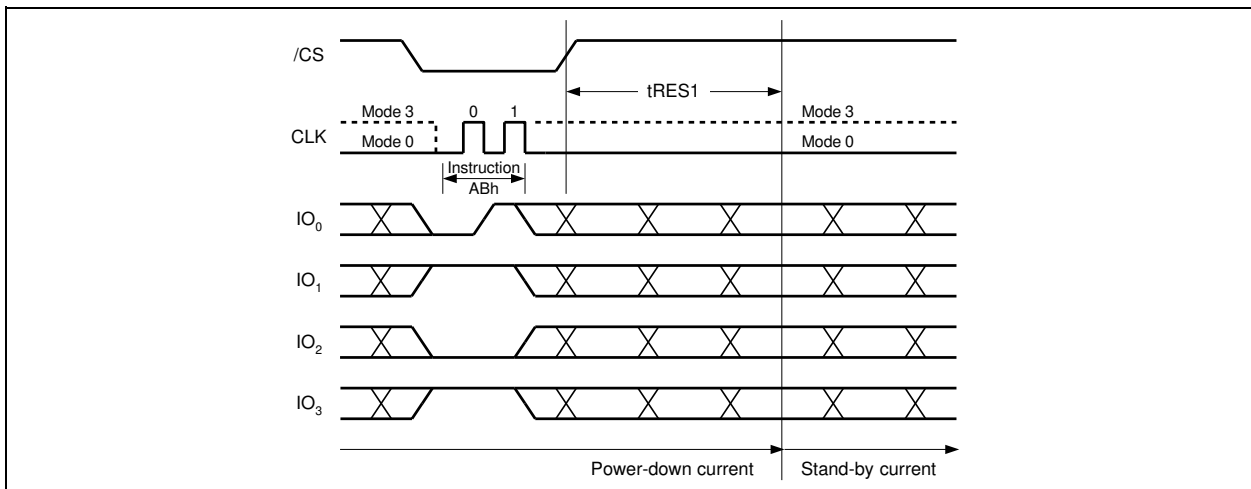 /CS
tRES1
Mode 3 0 1 Mode 3
CLK
Mode 0 Mode 0
Instruction
ABh
IO0
IO1
IO2
IO3
Power-down current Stand-by current